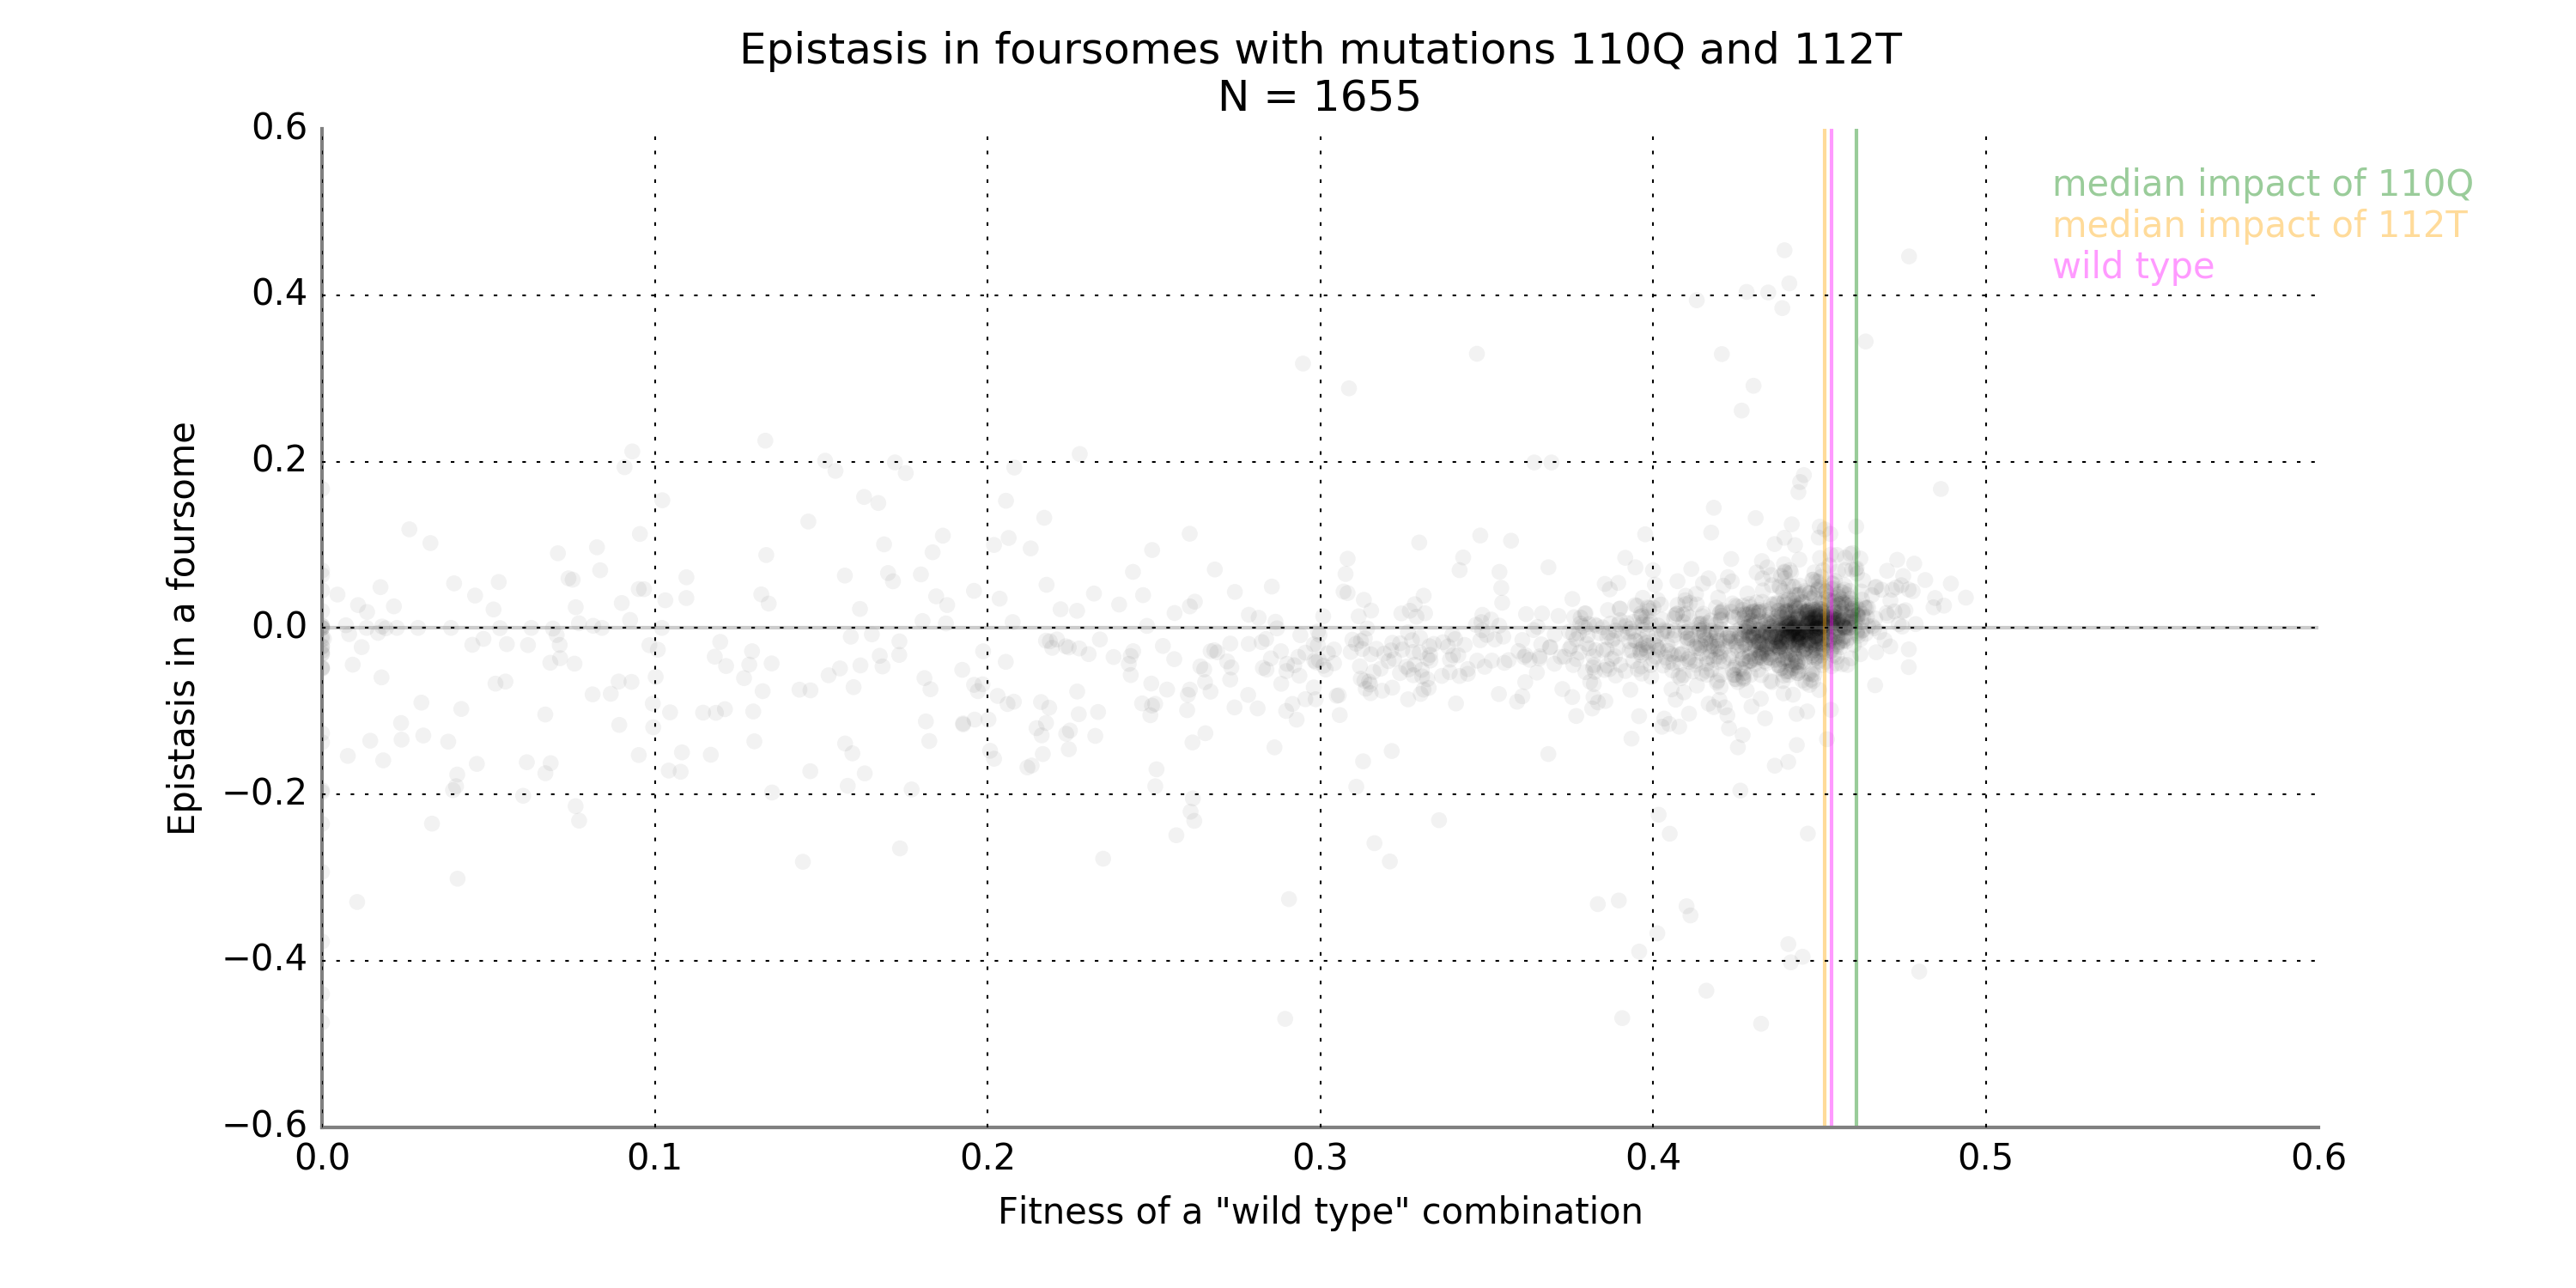 Epistasis in foursomes with mutations 110Q and 112T
N = 1655
0.6
0.4
0.2
0.0
−0.2
−0.4
−0.6
Epistasis in a foursome
median impact of 110Q
median impact of 112T
wild type
0.0 0.1 0.2 0.3 0.4 0.5 0.6
Fitness of a "wild type" combination